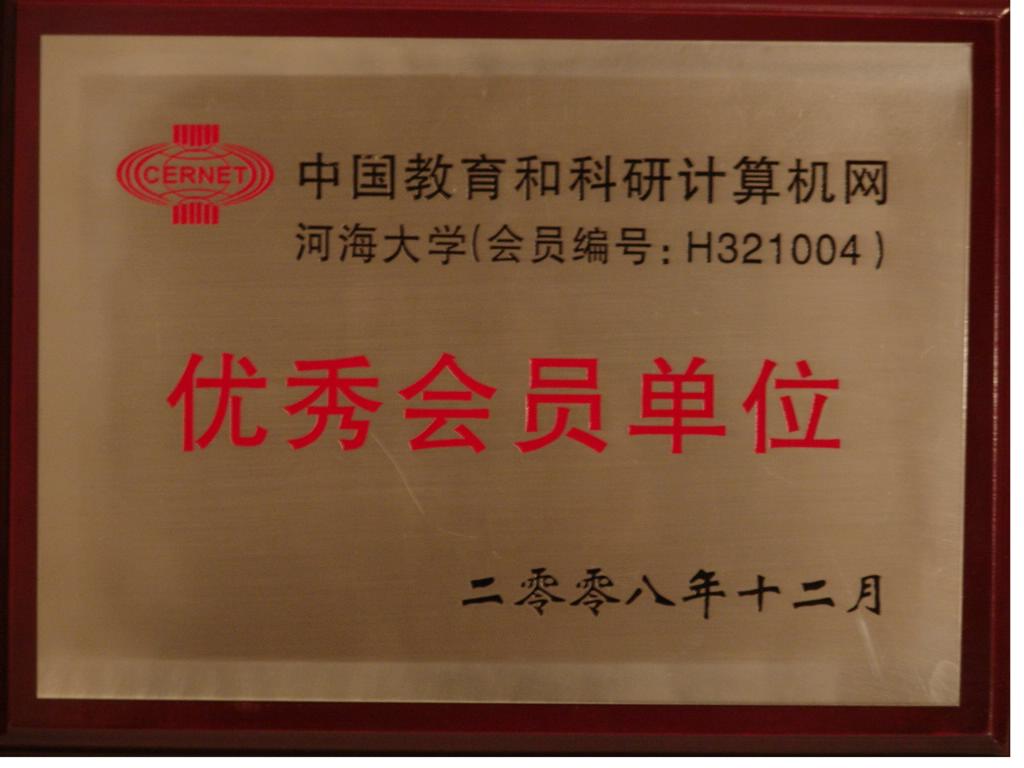 CERNET
中国教育和科研计算机网
河海大学(会员编号:H321004)
优秀会员单位
二零零八年十二月